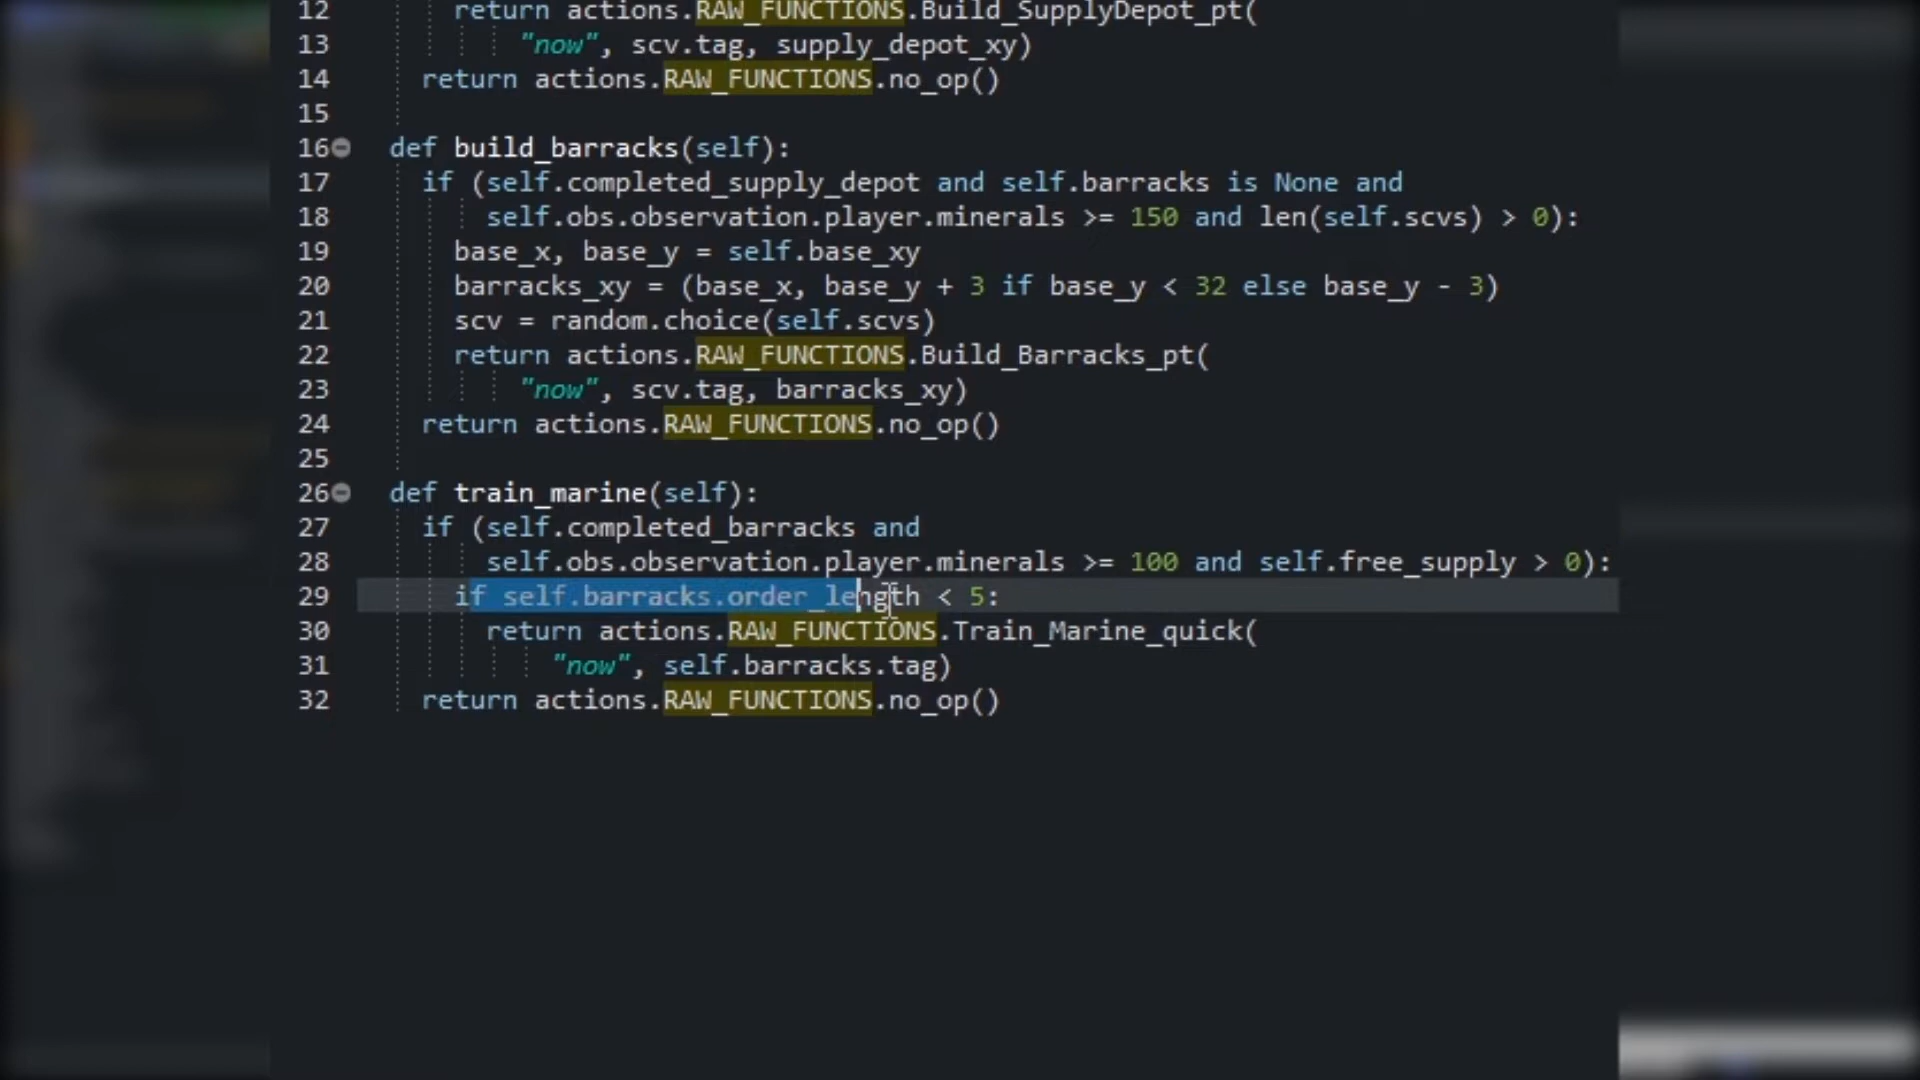 12 return actions.RAW_FUNCTIONS.Build_SupplyDepot_pt(
13 "now", scv.tag, supply_depot_xy)
14 return actions.RAW_FUNCTIONS.no_op()
15
16 def build_barracks(self):
17 if (self.completed_supply_depot and self.barracks is None and
18 self.obs.observation.player.minerals >= 150 and len(self.scvs) > 0):
19 base_x, base_y = self.base_xy
20 barracks_xy = (base_x, base_y + 3 if base_y < 32 else base_y - 3)
21 scv = random.choice(self.scvs)
22 return actions.RAW_FUNCTIONS.Build_Barracks_pt(
23 "now", scv.tag, barracks_xy)
24 return actions.RAW_FUNCTIONS.no_op()
25
26 def train_marine(self):
27 if (self.completed_barracks and
28 self.obs.observation.player.minerals >= 100 and self.free_supply > 0):
29 if self.barracks.order_length < 5:
30 return actions.RAW_FUNCTIONS.Train_Marine_quick(
31 "now", self.barracks.tag)
32 return actions.RAW_FUNCTIONS.no_op()